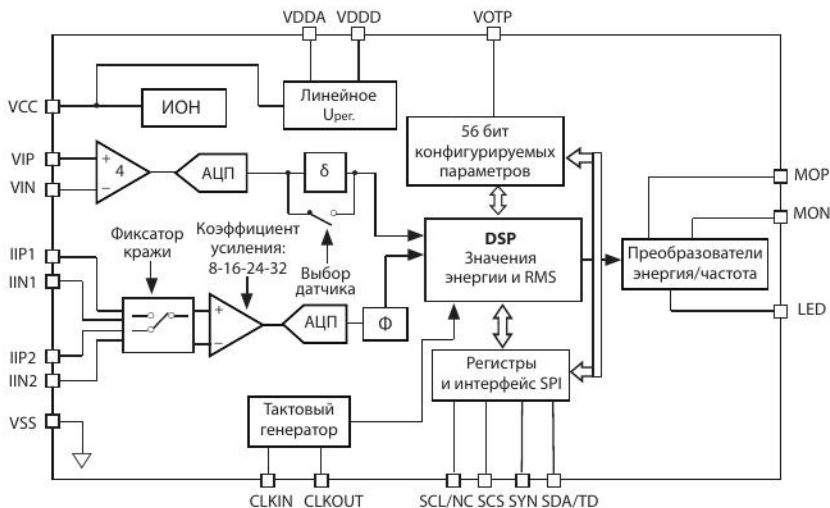 VDDA
VDDD
VOTP
VCC
ИОН
Линейное
Uрег.
56 бит
конфигурируемых
параметров
VIP
VIN
+
4
−
АЦП
δ
MOP
MON
Выбор
датчика
DSP
Значения
энергии и RMS
Преобразователи
энергия/частота
LED
IIP1
IIN1
Фиксатор
кражи
Коэффициент
усиления:
8-16-24-32
+
−
АЦП
Ф
IIP2
IIN2
Регистры
и интерфейс SPI
VSS
Тактовый
генератор
CLKIN
CLKOUT
SCL/NC
SCS
SYN
SDA/TD